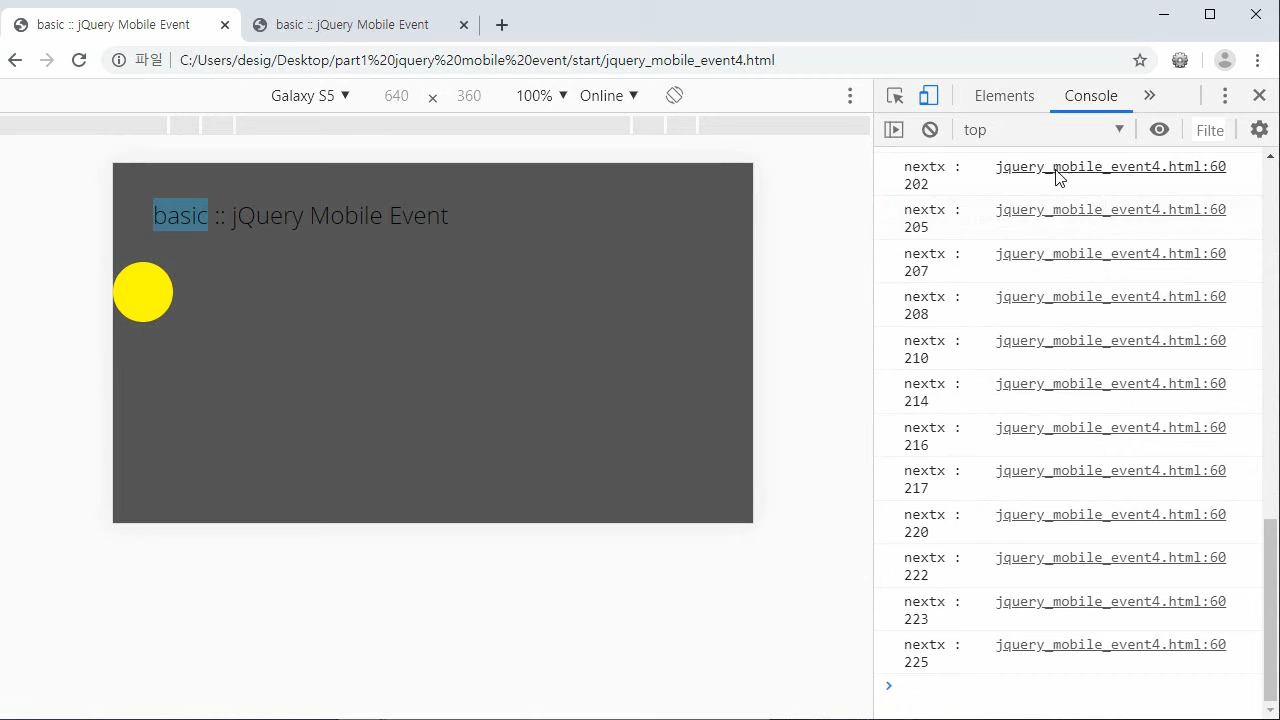 basic :: jQuery Mobile Event
basic :: jQuery Mobile Event
파일 | C:/Users/desig/Desktop/part1%20jquery%20mobile%20event/start/jquery_mobile_event4.html
Galaxy S5 ▼ 640 × 360 100% ▼ Online ▼
Elements Console »
top ▼ Filte
basic :: jQuery Mobile Event
nextx : jquery_mobile_event4.html:60
202
nextx : jquery_mobile_event4.html:60
205
nextx : jquery_mobile_event4.html:60
207
nextx : jquery_mobile_event4.html:60
208
nextx : jquery_mobile_event4.html:60
210
nextx : jquery_mobile_event4.html:60
214
nextx : jquery_mobile_event4.html:60
216
nextx : jquery_mobile_event4.html:60
217
nextx : jquery_mobile_event4.html:60
220
nextx : jquery_mobile_event4.html:60
222
nextx : jquery_mobile_event4.html:60
223
nextx : jquery_mobile_event4.html:60
225